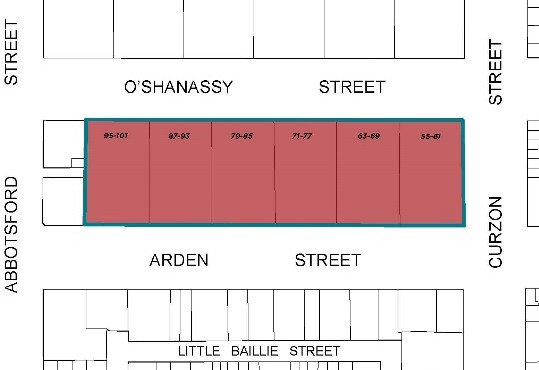 STREET
STREET
O'SHANASSY STREET
95-101 87-93 79-85 71-77 63-69 55-61
ABBOTSFORD
CURZON
ARDEN STREET
LITTLE BAILLIE STREET